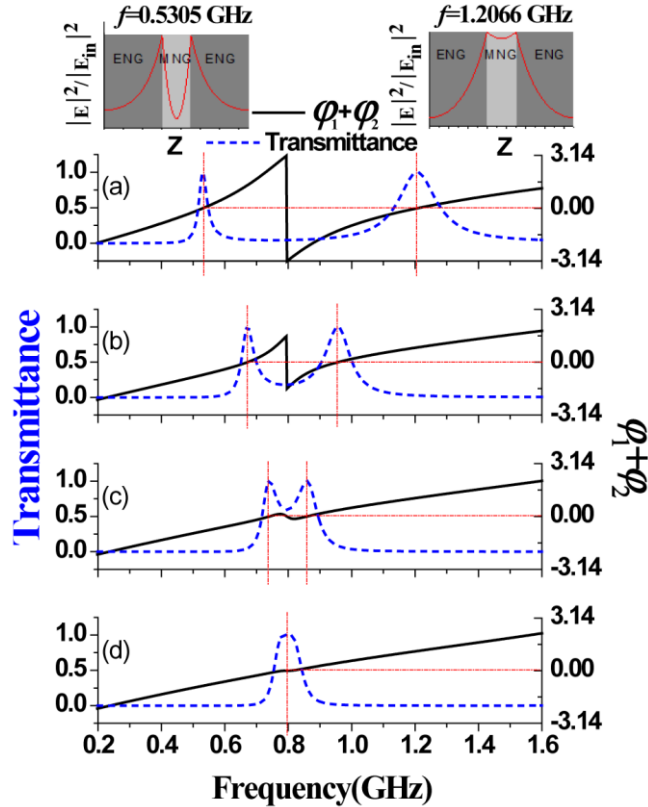 f=0.5305 GHz
f=1.2066 GHz
|E|²/|E_in|²
ENG MNG ENG
Z
|E|²/|E_in|²
ENG MNG ENG
Z
φ₁+φ₂
Transmittance
(a)
1.0
0.5
0.0
3.14
0.00
-3.14
(b)
1.0
0.5
0.0
3.14
0.00
-3.14
(c)
1.0
0.5
0.0
3.14
0.00
-3.14
(d)
1.0
0.5
0.0
3.14
0.00
-3.14
0.2 0.4 0.6 0.8 1.0 1.2 1.4 1.6
Frequency(GHz)
Transmittance
φ₁+φ₂